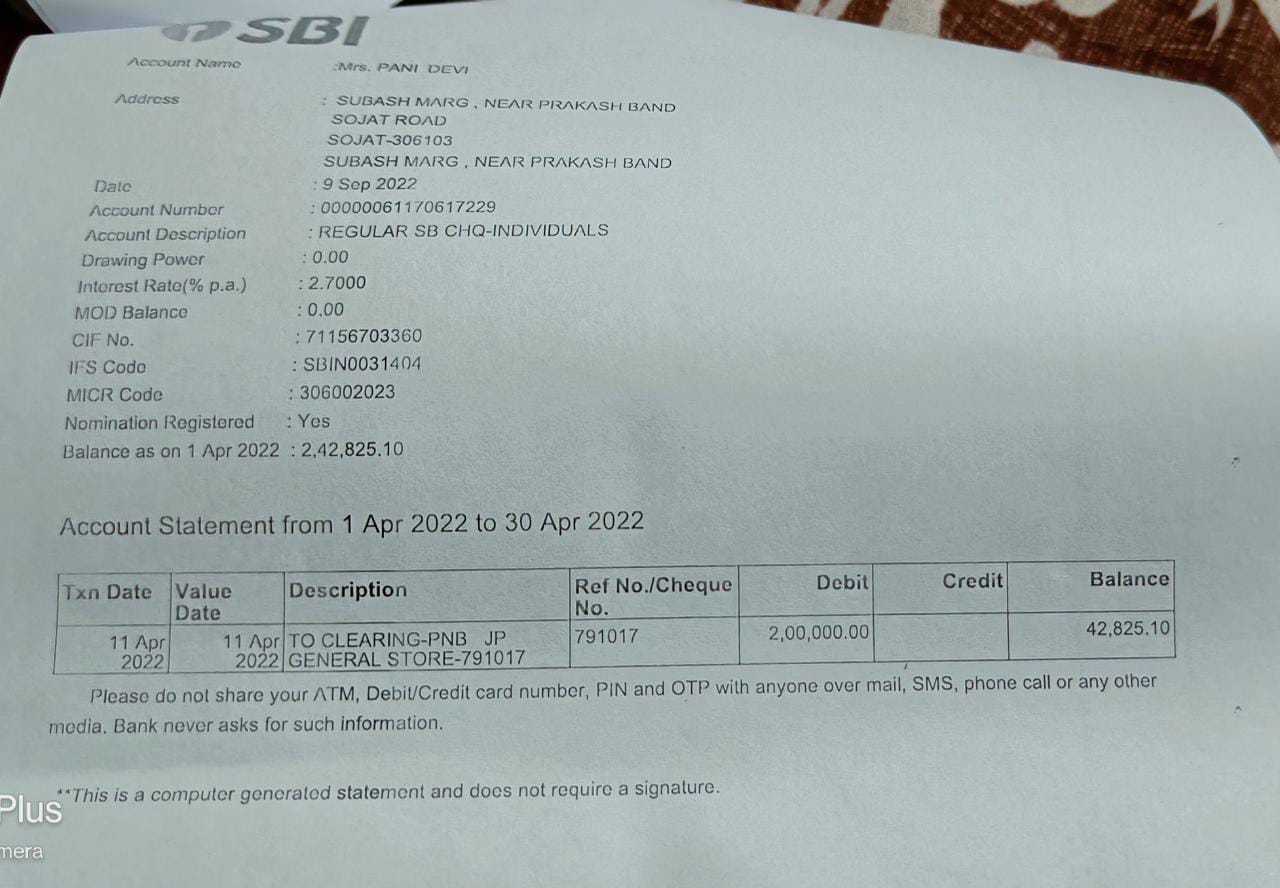 SBI
Account Name :Mrs. PANI DEVI
Address : SUBASH MARG , NEAR PRAKASH BAND
SOJAT ROAD
SOJAT-306103
SUBASH MARG , NEAR PRAKASH BAND
Date : 9 Sep 2022
Account Number : 00000061170617229
Account Description : REGULAR SB CHQ-INDIVIDUALS
Drawing Power : 0.00
Interest Rate(% p.a.) : 2.7000
MOD Balance : 0.00
CIF No. : 71156703360
IFS Code : SBIN0031404
MICR Code : 306002023
Nomination Registered : Yes
Balance as on 1 Apr 2022 : 2,42,825.10
Account Statement from 1 Apr 2022 to 30 Apr 2022
Txn Date Value Description Ref No./Cheque Debit Credit Balance
Date No.
11 Apr 11 Apr TO CLEARING-PNB JP 791017 2,00,000.00 42,825.10
2022 2022 GENERAL STORE-791017
Please do not share your ATM, Debit/Credit card number, PIN and OTP with anyone over mail, SMS, phone call or any other
media. Bank never asks for such information.
**This is a computer generated statement and does not require a signature.
Plus
mera